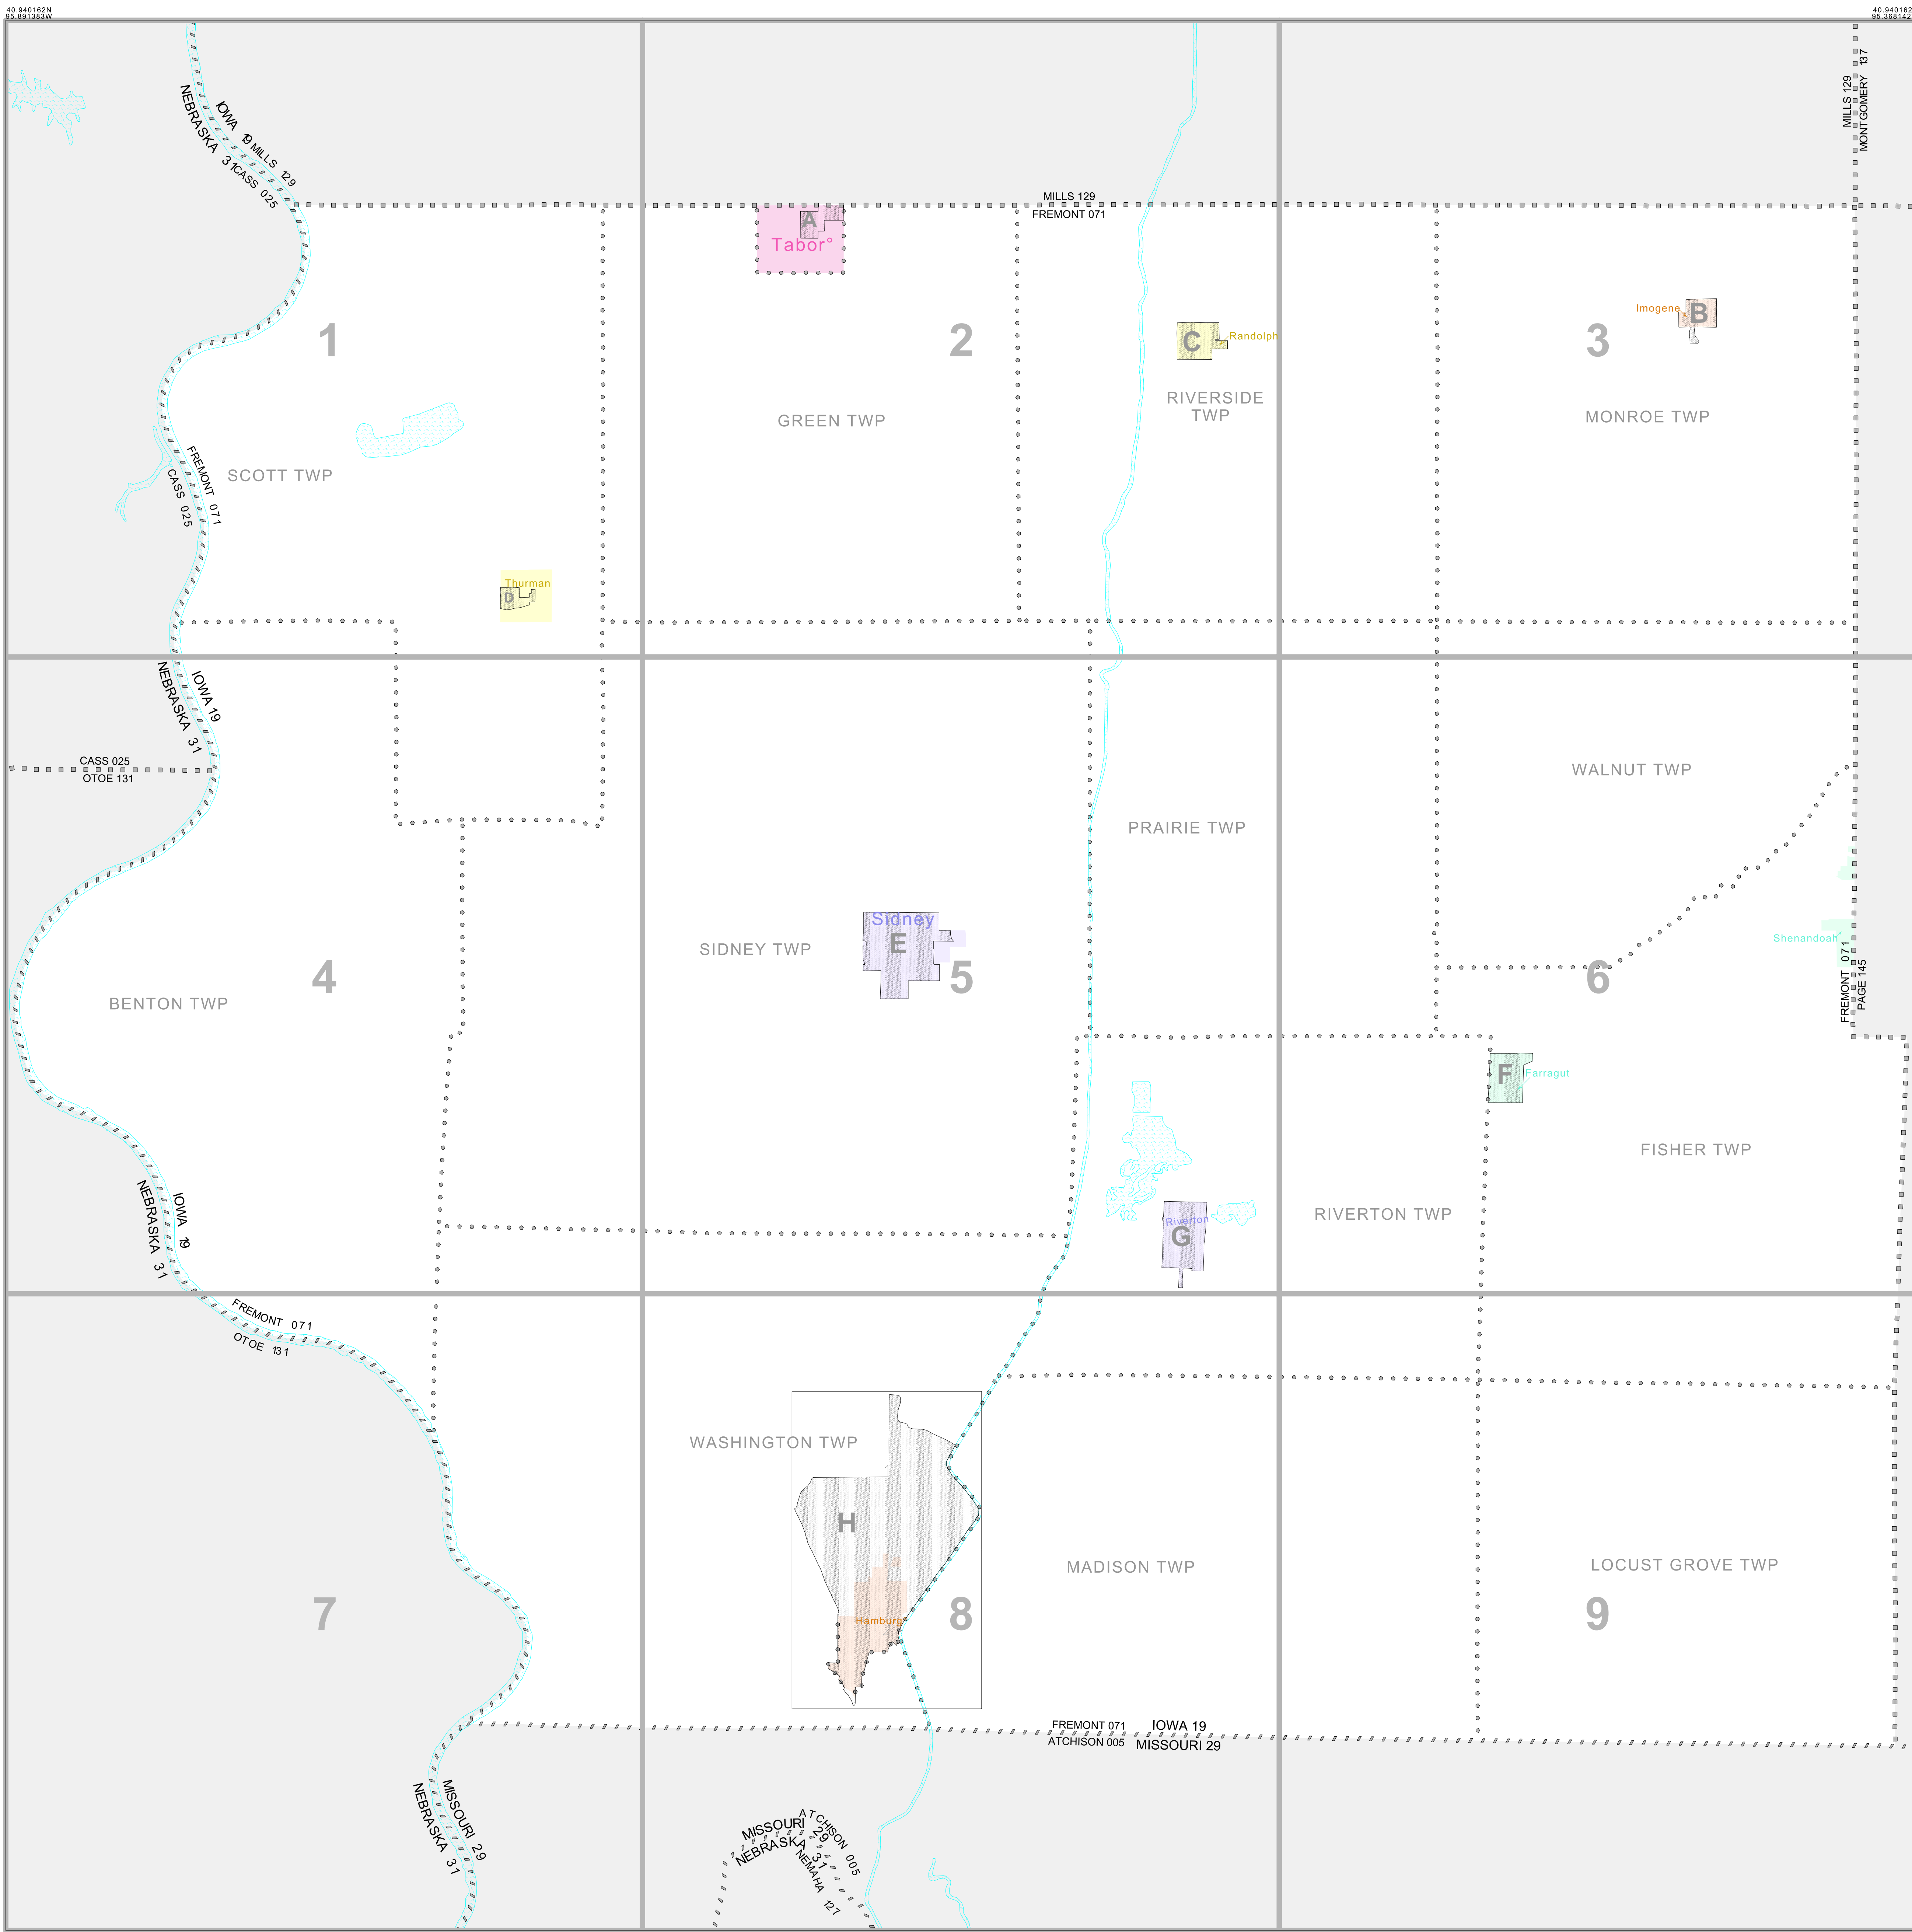 40.940162N
95.891383W
40.940162
95.368142
NEBRASKA 31
IOWA 19
MILLS 129
CASS 025
MILLS 129
MONTGOMERY 137
MILLS 129
FREMONT 071
A
Tabor°
1
2
3
C
Randolph
Imogene
B
RIVERSIDE
TWP
GREEN TWP
MONROE TWP
SCOTT TWP
FREMONT 071
CASS 025
Thurman
D
IOWA 19
NEBRASKA 31
CASS 025
OTOE 131
WALNUT TWP
PRAIRIE TWP
Sidney
E
SIDNEY TWP
4
5
6
Shenandoah
FREMONT 071
PAGE 145
BENTON TWP
F
Farragut
FISHER TWP
IOWA 19
NEBRASKA 31
Riverton
G
RIVERTON TWP
FREMONT 071
OTOE 131
WASHINGTON TWP
1
H
MADISON TWP
LOCUST GROVE TWP
Hamburg
2
7
8
9
FREMONT 071
IOWA 19
ATCHISON 005
MISSOURI 29
MISSOURI 29
NEBRASKA 31
MISSOURI 29
ATCHISON 005
NEBRASKA 31
NEMAHA 127